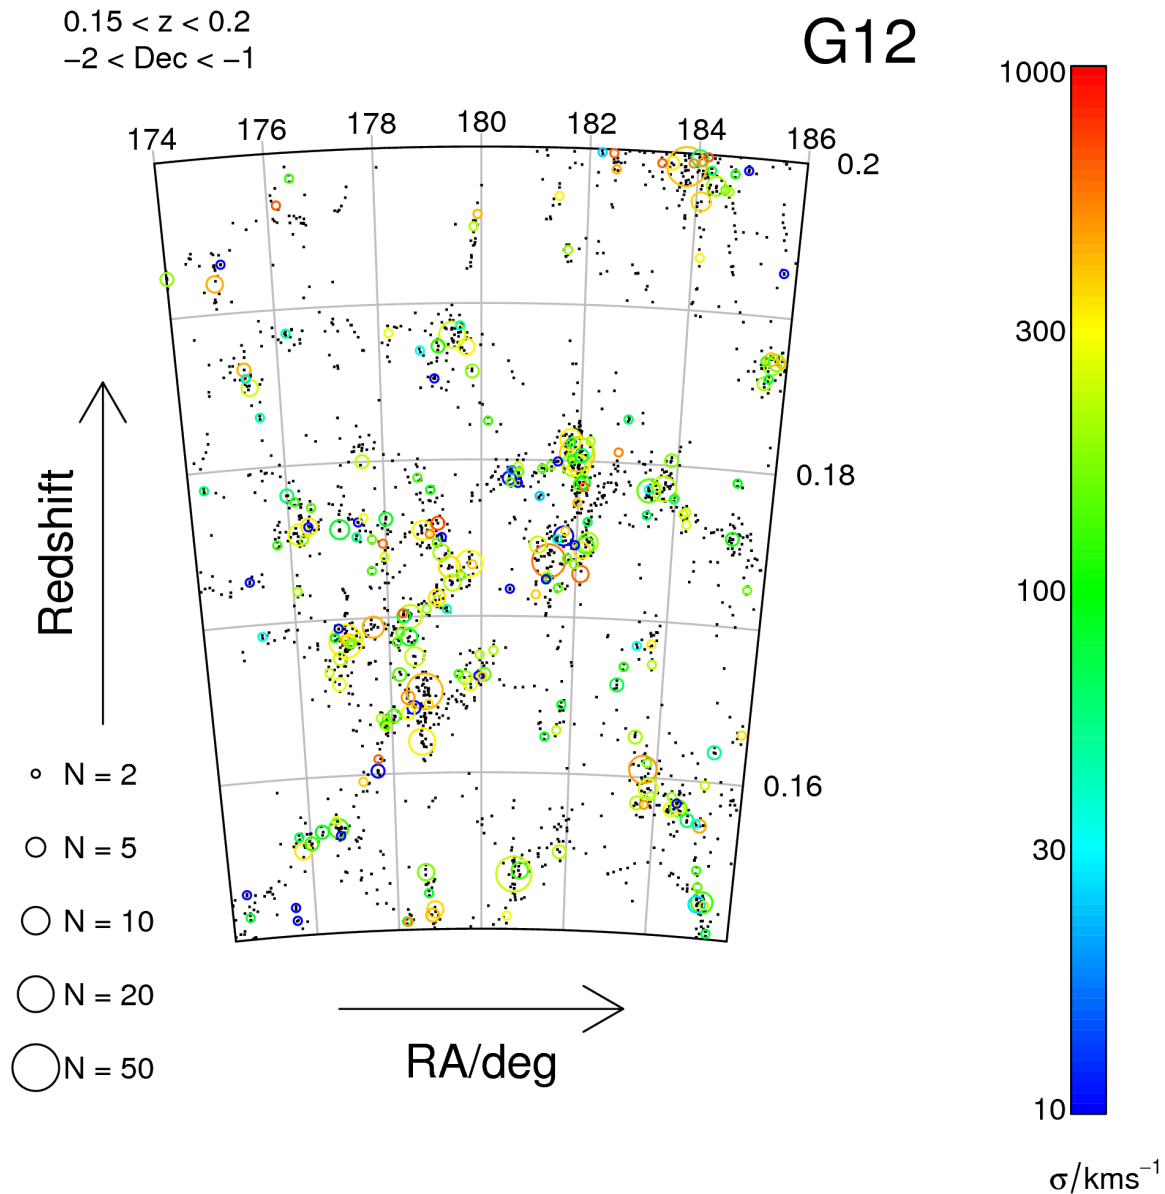 0.15 < z < 0.2
−2 < Dec < −1
G12
174 176 178 180 182 184 186
0.2
0.18
0.16
Redshift
RA/deg
N = 2
N = 5
N = 10
N = 20
N = 50
1000
300
100
30
10
σ/kms⁻¹